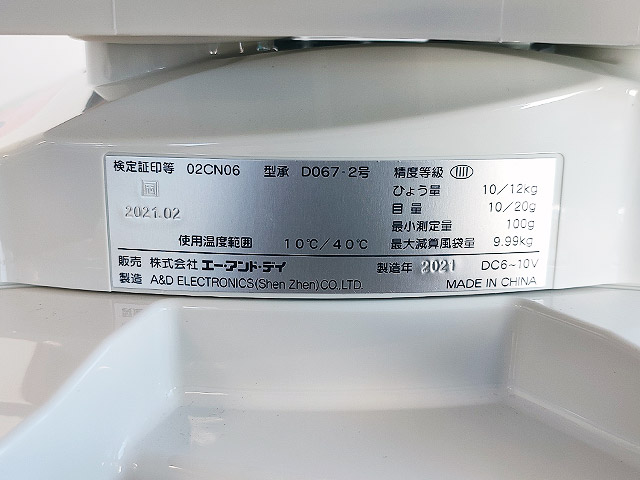 検定証印等 02CN06 型承 D067-2号 精度等級 III
2021.02 ひょう量 10/12kg
目量 10/20g
最小測定量 100g
使用温度範囲 10℃/40℃ 最大減算風袋量 9.99kg
販売 株式会社 エー・アンド・デイ 製造年 2021 DC6~10V
製造 A&D ELECTRONICS(Shen Zhen)CO.,LTD. MADE IN CHINA